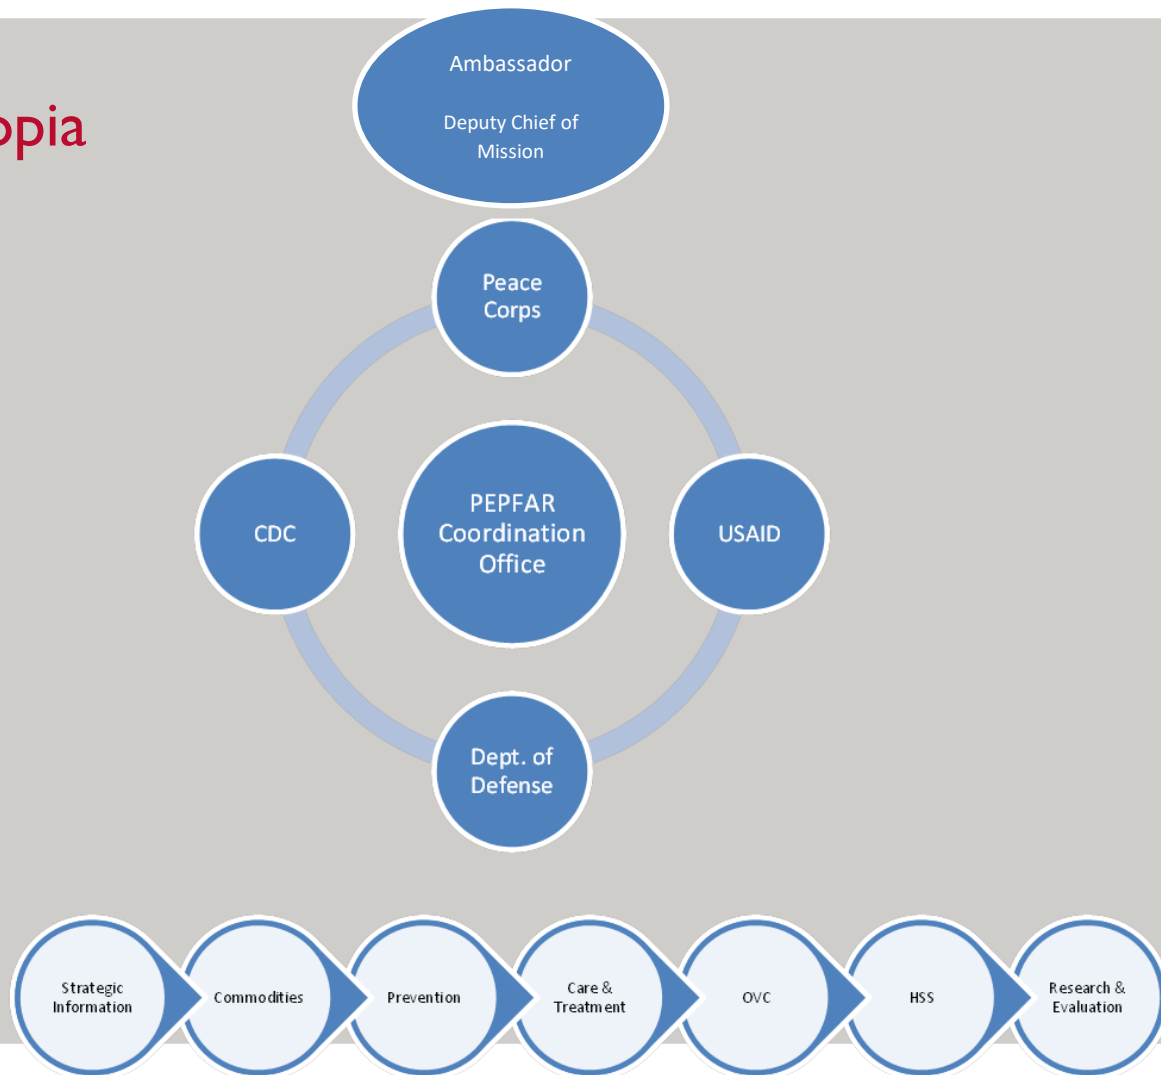 opia
Ambassador
Deputy Chief of
Mission
Peace
Corps
CDC
PEPFAR
Coordination
Office
USAID
Dept. of
Defense
Strategic
Information
Commodities
Prevention
Care &
Treatment
OVC
HSS
Research &
Evaluation